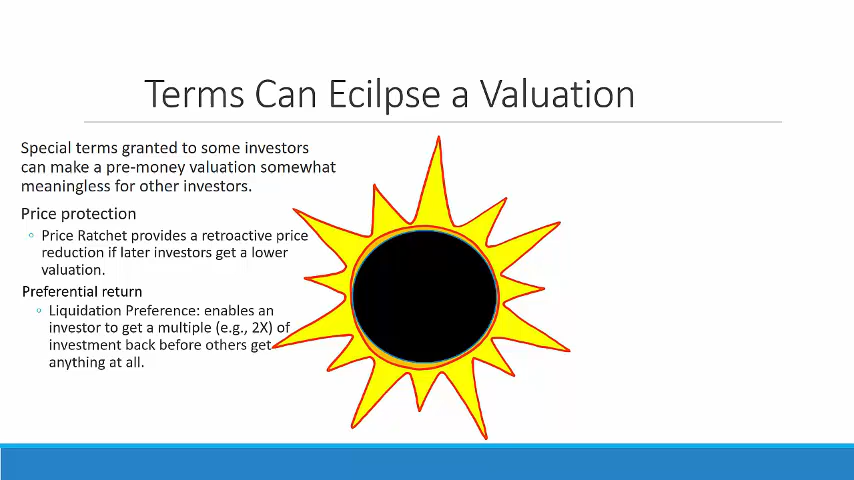 Terms Can Ecilpse a Valuation
Special terms granted to some investors
can make a pre-money valuation somewhat
meaningless for other investors.
Price protection
Price Ratchet provides a retroactive price
reduction if later investors get a lower
valuation.
Preferential return
Liquidation Preference: enables an
investor to get a multiple (e.g., 2X) of
investment back before others get
anything at all.